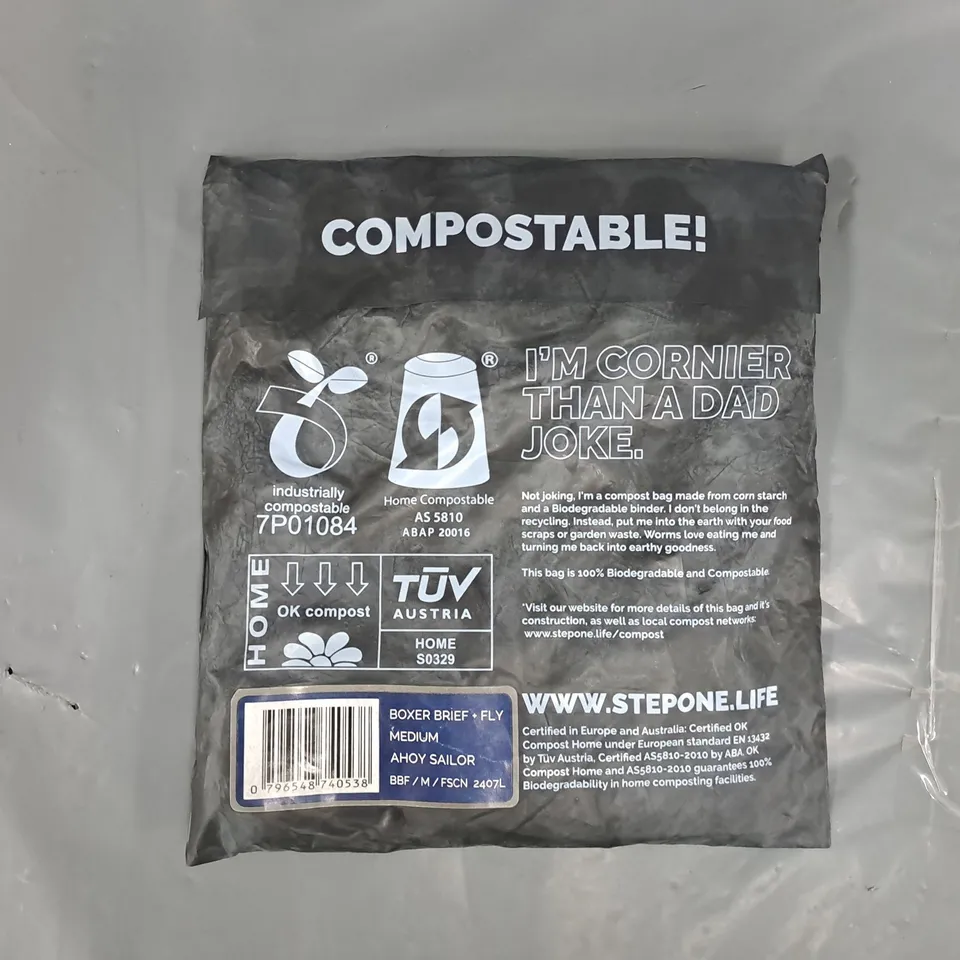 COMPOSTABLE!
®
industrially
compostable
7P01084
®
Home Compostable
AS 5810
ABAP 20016
I'M CORNIER
THAN A DAD
JOKE.
Not joking, I'm a compost bag made from corn starch
and a Biodegradable binder. I don't belong in the
recycling. Instead, put me into the earth with your food
scraps or garden waste. Worms love eating me and
turning me back into earthy goodness.
This bag is 100% Biodegradable and Compostable
*Visit our website for more details of this bag and it's
construction, as well as local compost networks:
www.stepone.life/compost
HOME
OK compost
TÜV
AUSTRIA
HOME
S0329
WWW.STEPONE.LIFE
Certified in Europe and Australia: Certified OK
Compost Home under European standard EN 13432
by Tüv Austria, Certified AS5810-2010 by ABA. OK
Compost Home and AS5810-2010 guarantees 100%
Biodegradability in home composting facilities.
BOXER BRIEF + FLY
MEDIUM
AHOY SAILOR
BBF / M / FSCN 2407L
0 796548 740538